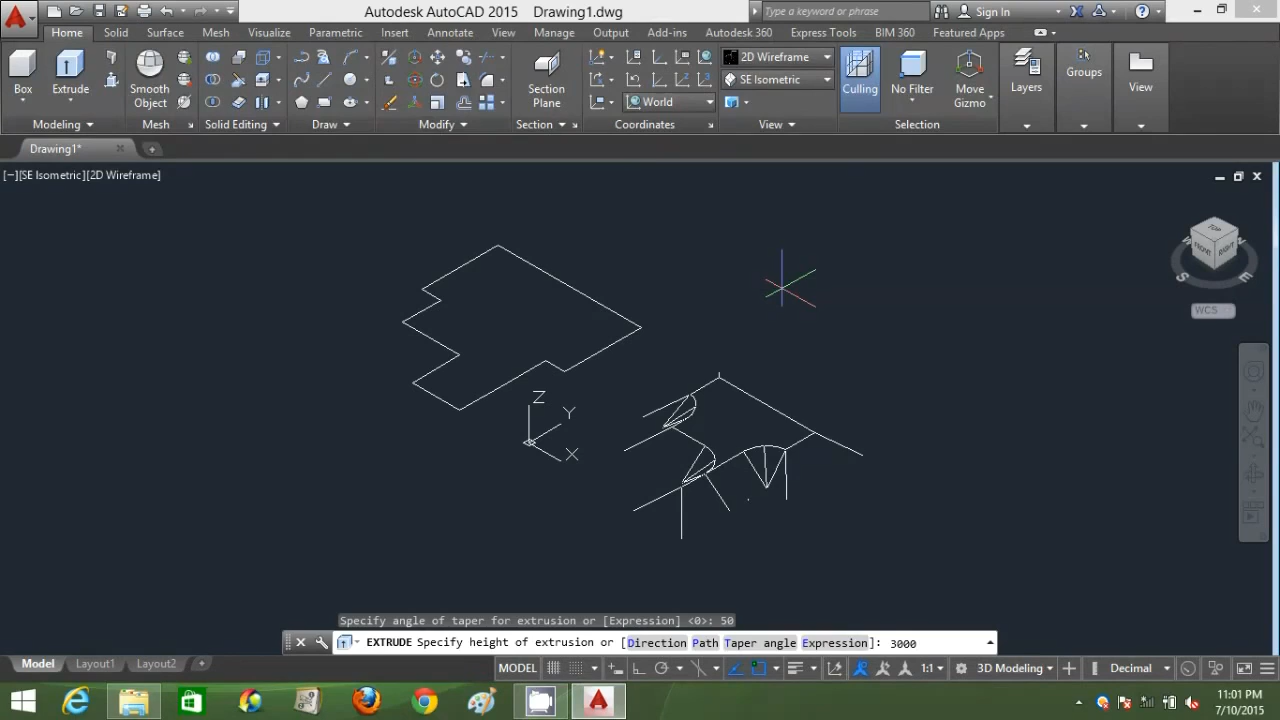 Autodesk AutoCAD 2015 Drawing1.dwg
Type a keyword or phrase
Sign In
Home Solid Surface Mesh Visualize Parametric Insert Annotate View Manage Output Add-ins Autodesk 360 Express Tools BIM 360 Featured Apps
2D Wireframe
SE Isometric
World
Box
Extrude
Smooth
Object
Section
Plane
Culling
No Filter
Move
Gizmo
Layers
Groups
View
Modeling
Mesh
Solid Editing
Draw
Modify
Section
Coordinates
View
Selection
Drawing1*
[−][SE Isometric][2D Wireframe]
TOP
FRONT
RIGHT
W
N
S
E
WCS
Z
Y
X
Specify angle of taper for extrusion or [Expression] <0>: 50
EXTRUDE Specify height of extrusion or [Direction Path Taper angle Expression]: 3000
Model Layout1 Layout2 +
MODEL
1:1
3D Modeling
Decimal
11:01 PM
7/10/2015